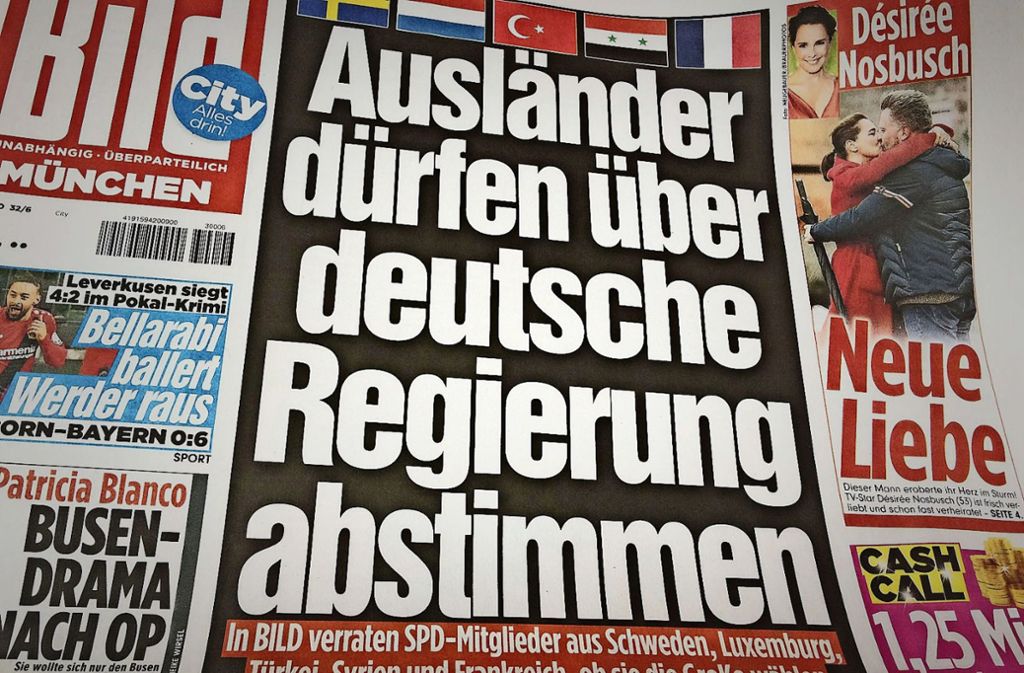 Bild
City
Alles
drin!
UNABHÄNGIG · ÜBERPARTEILICH
MÜNCHEN
32/6
CRV
4191594200900
30006
Leverkusen siegt
4:2 im Pokal-Krimi
Bellarabi
ballert
Werder raus
ORN–BAYERN 0:6
SPORT
Patricia Blanco
BUSEN-
DRAMA
NACH OP
Sie wollte sich nur den Busen
Ausländer
dürfen über
deutsche
Regierung
abstimmen
In BILD verraten SPD-Mitglieder aus Schweden, Luxemburg,
Türkei, Syrien und Frankreich, ob sie die GroKo wählen
Désirée
Nosbusch
Neue
Liebe
Dieser Mann eroberte ihr Herz im Sturm!
TV-Star Désirée Nosbusch (53) ist frisch ver-
liebt und schon fast verheiratet – SEITE 4.
CASH
CALL
1,25 Mi